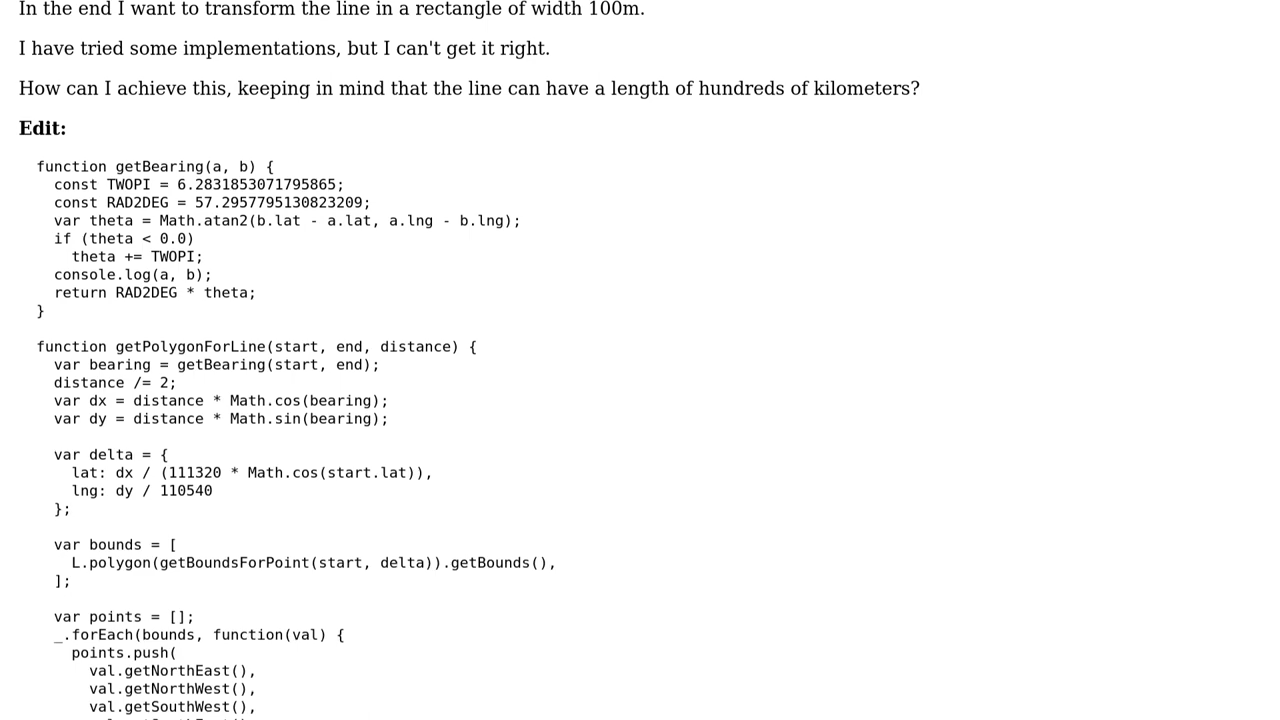 In the end I want to transform the line in a rectangle of width 100m.
I have tried some implementations, but I can't get it right.
How can I achieve this, keeping in mind that the line can have a length of hundreds of kilometers?
Edit:
function getBearing(a, b) {
  const TWOPI = 6.2831853071795865;
  const RAD2DEG = 57.2957795130823209;
  var theta = Math.atan2(b.lat - a.lat, a.lng - b.lng);
  if (theta < 0.0)
    theta += TWOPI;
  console.log(a, b);
  return RAD2DEG * theta;
}
function getPolygonForLine(start, end, distance) {
  var bearing = getBearing(start, end);
  distance /= 2;
  var dx = distance * Math.cos(bearing);
  var dy = distance * Math.sin(bearing);
  var delta = {
    lat: dx / (111320 * Math.cos(start.lat)),
    lng: dy / 110540
  };
  var bounds = [
    L.polygon(getBoundsForPoint(start, delta)).getBounds(),
  ];
  var points = [];
  _.forEach(bounds, function(val) {
    points.push(
      val.getNorthEast(),
      val.getNorthWest(),
      val.getSouthWest(),